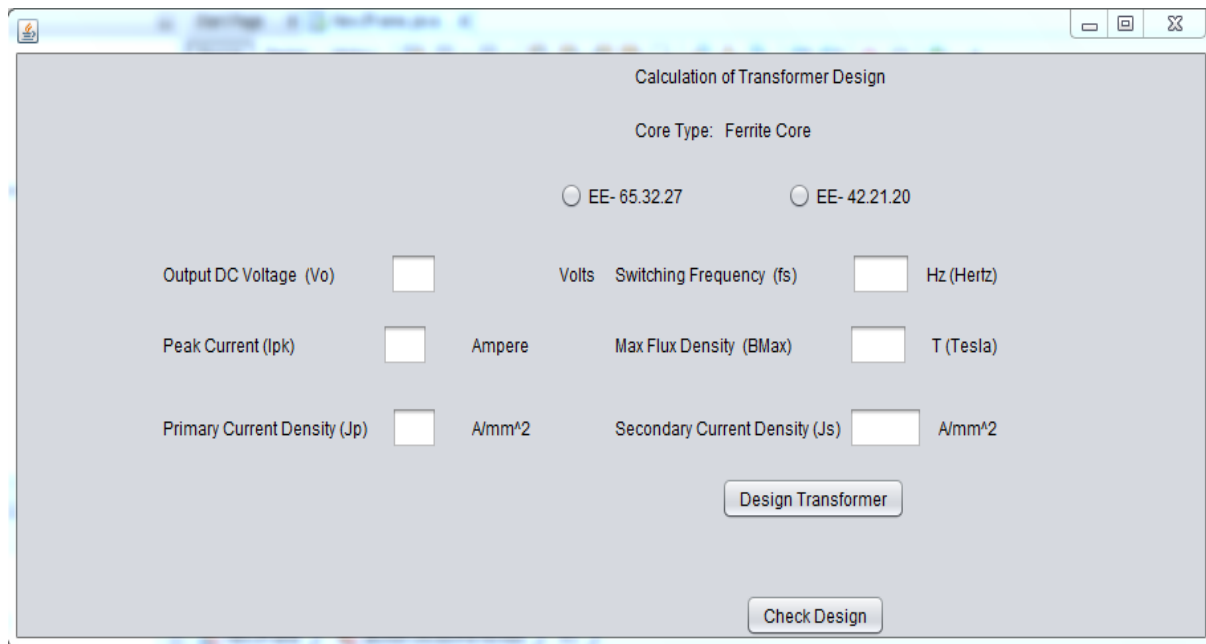 Calculation of Transformer Design
Core Type: Ferrite Core
EE- 65.32.27 EE- 42.21.20
Output DC Voltage (Vo) Volts Switching Frequency (fs) Hz (Hertz)
Peak Current (Ipk) Ampere Max Flux Density (BMax) T (Tesla)
Primary Current Density (Jp) A/mm^2 Secondary Current Density (Js) A/mm^2
Design Transformer
Check Design